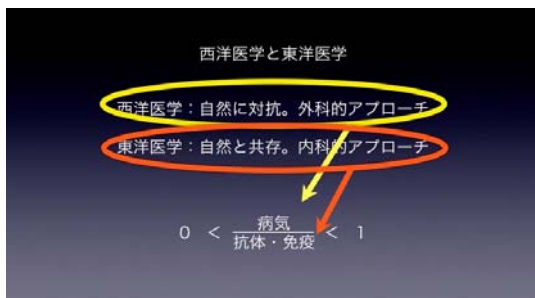 西洋医学と東洋医学
西洋医学：自然に対抗。外科的アプローチ
東洋医学：自然と共存。内科的アプローチ
病気
0 < ── < 1
抗体・免疫